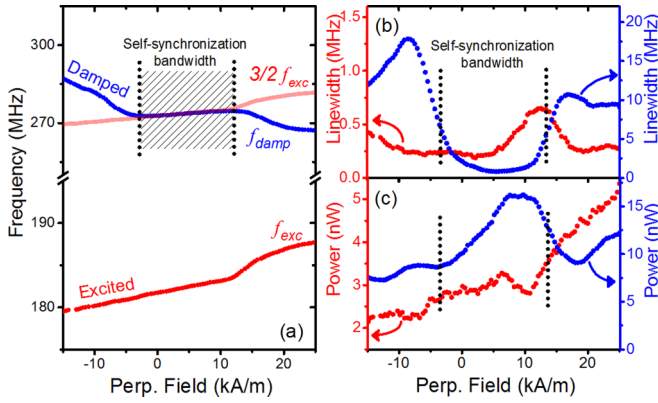 300
270
190
180
Frequency (MHz)
Damped
Self-synchronization
bandwidth
3/2 f_exc
f_damp
f_exc
Excited
(a)
-10 0 10 20
Perp. Field (kA/m)
1.5
1.0
0.5
0.0
Linewidth (MHz)
(b)
Self-synchronization
bandwidth
20
15
10
5
0
Linewidth (MHz)
5
4
3
2
Power (nW)
(c)
15
10
5
0
Power (nW)
-10 0 10 20
Perp. Field (kA/m)